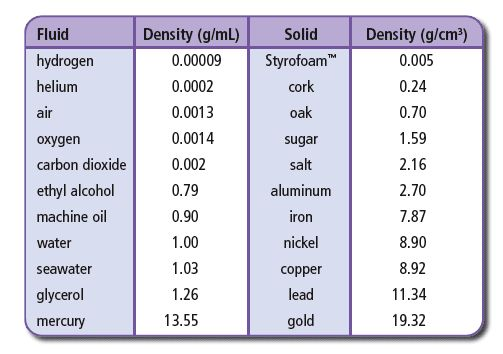 Fluid Density (g/mL) Solid Density (g/cm³)
hydrogen 0.00009 Styrofoam™ 0.005
helium 0.0002 cork 0.24
air 0.0013 oak 0.70
oxygen 0.0014 sugar 1.59
carbon dioxide 0.002 salt 2.16
ethyl alcohol 0.79 aluminum 2.70
machine oil 0.90 iron 7.87
water 1.00 nickel 8.90
seawater 1.03 copper 8.92
glycerol 1.26 lead 11.34
mercury 13.55 gold 19.32